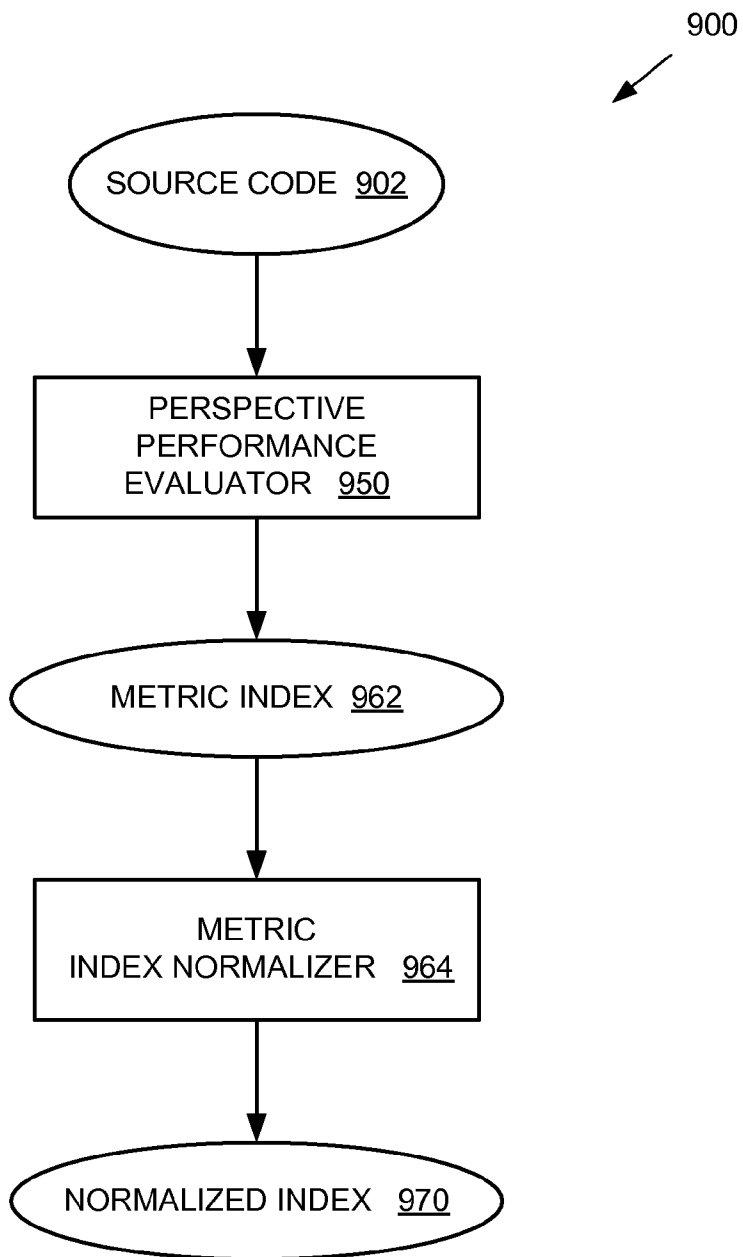 900
SOURCE CODE 902
PERSPECTIVE
PERFORMANCE
EVALUATOR 950
METRIC INDEX 962
METRIC
INDEX NORMALIZER 964
NORMALIZED INDEX 970